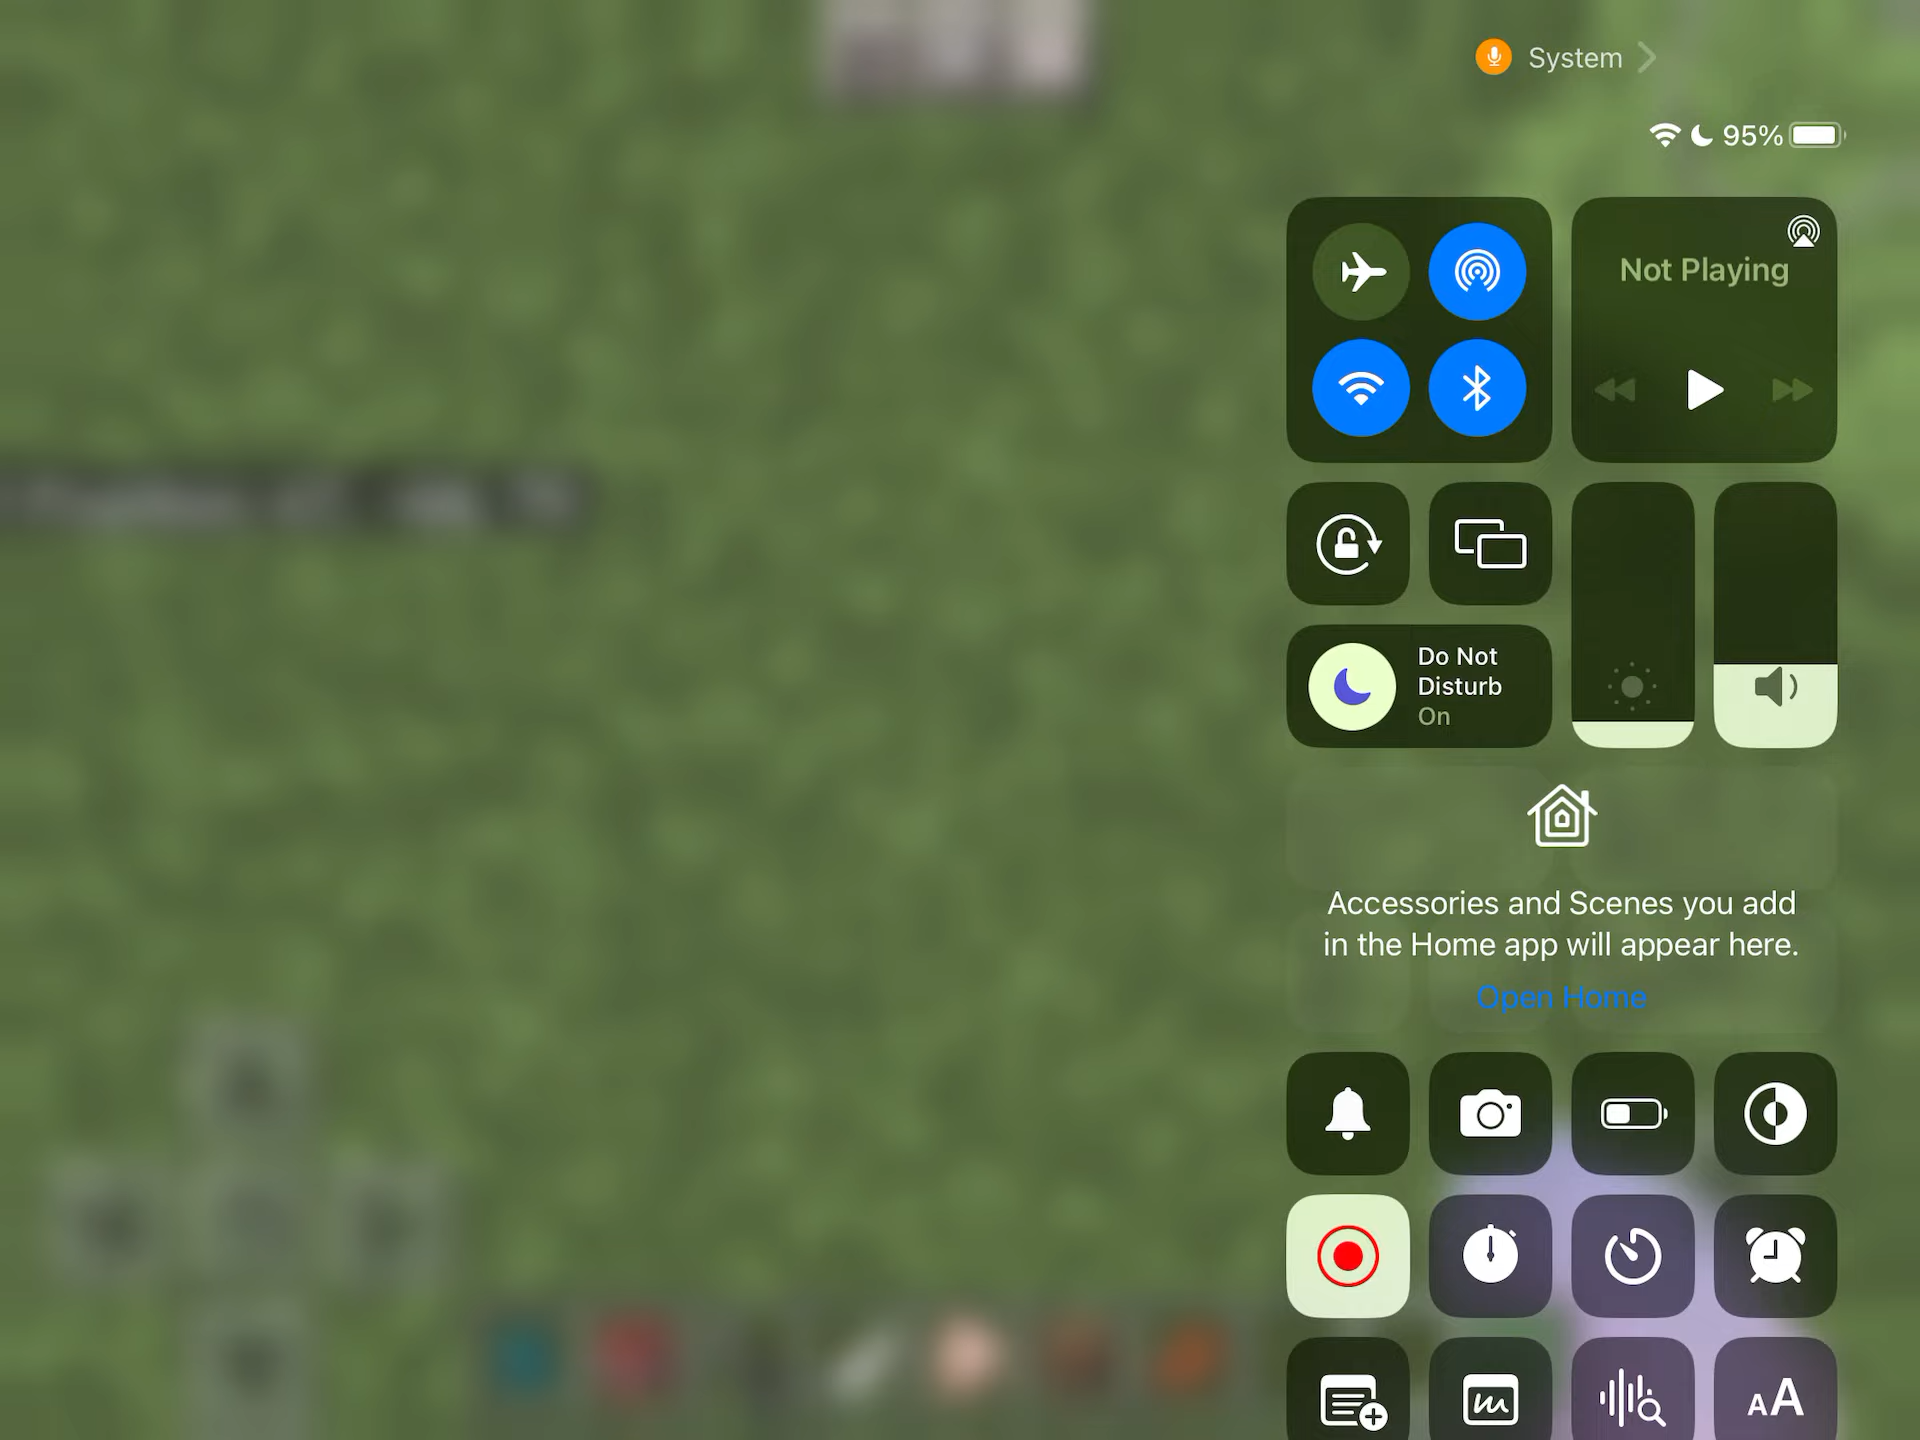 System
95%
Not Playing
Do Not
Disturb
On
Accessories and Scenes you add
in the Home app will appear here.
Open Home
AA